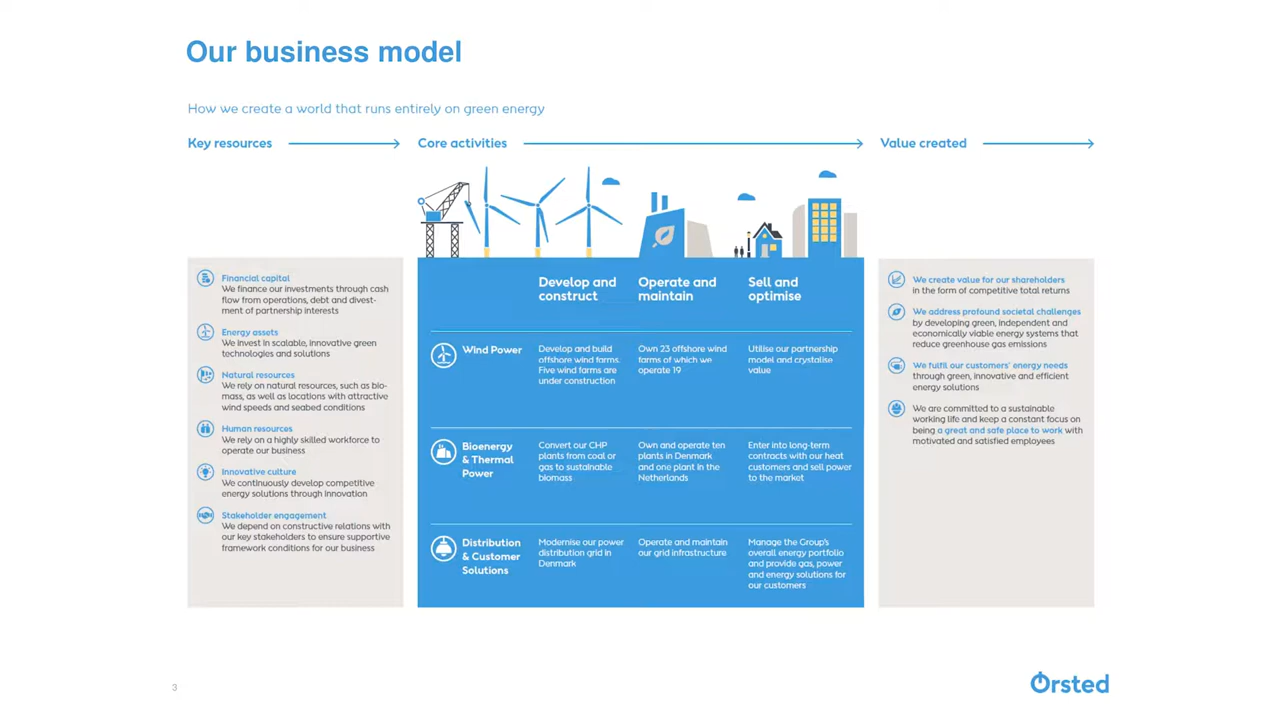 Our business model
How we create a world that runs entirely on green energy
Key resources
Core activities
Value created
Financial capital
We finance our investments through cash
flow from operations, debt and divest-
ment of partnership interests
Energy assets
We invest in scalable, innovative green
technologies and solutions
Natural resources
We rely on natural resources, such as bio-
mass, as well as locations with attractive
wind speeds and seabed conditions
Human resources
We rely on a highly skilled workforce to
operate our business
Innovative culture
We continuously develop competitive
energy solutions through innovation
Stakeholder engagement
We depend on constructive relations with
our key stakeholders to ensure supportive
framework conditions for our business
Develop and
construct
Operate and
maintain
Sell and
optimise
Wind Power
Develop and build
offshore wind farms.
Five wind farms are
under construction
Own 23 offshore wind
farms of which we
operate 19
Utilise our partnership
model and crystalise
value
Bioenergy
& Thermal
Power
Convert our CHP
plants from coal or
gas to sustainable
biomass
Own and operate ten
plants in Denmark
and one plant in the
Netherlands
Enter into long-term
contracts with our heat
customers and sell power
to the market
Distribution
& Customer
Solutions
Modernise our power
distribution grid in
Denmark
Operate and maintain
our grid infrastructure
Manage the Group's
overall energy portfolio
and provide gas, power
and energy solutions for
our customers
We create value for our shareholders
in the form of competitive total returns
We address profound societal challenges
by developing green, independent and
economically viable energy systems that
reduce greenhouse gas emissions
We fulfil our customers' energy needs
through green, innovative and efficient
energy solutions
We are committed to a sustainable
working life and keep a constant focus on
being a great and safe place to work with
motivated and satisfied employees
3
Ørsted